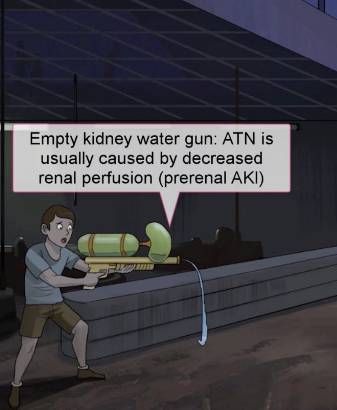 Empty kidney water gun: ATN is
usually caused by decreased
renal perfusion (prerenal AKI)